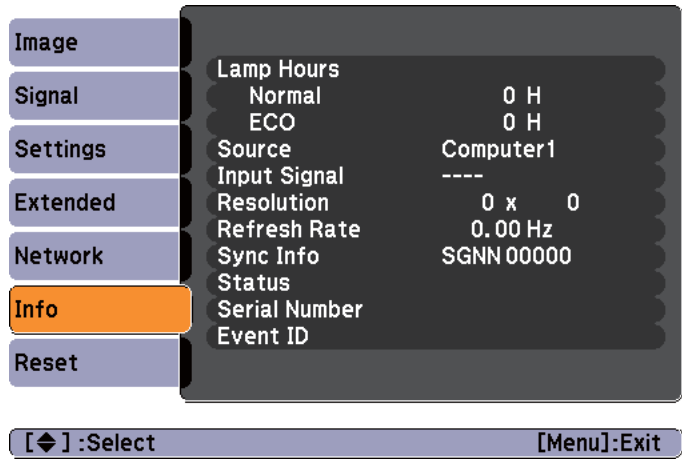 Image
Signal
Settings
Extended
Network
Info
Reset
Lamp Hours
Normal 0 H
ECO 0 H
Source Computer1
Input Signal ----
Resolution 0 x 0
Refresh Rate 0.00 Hz
Sync Info SGNN 00000
Status
Serial Number
Event ID
[◆] :Select [Menu]:Exit